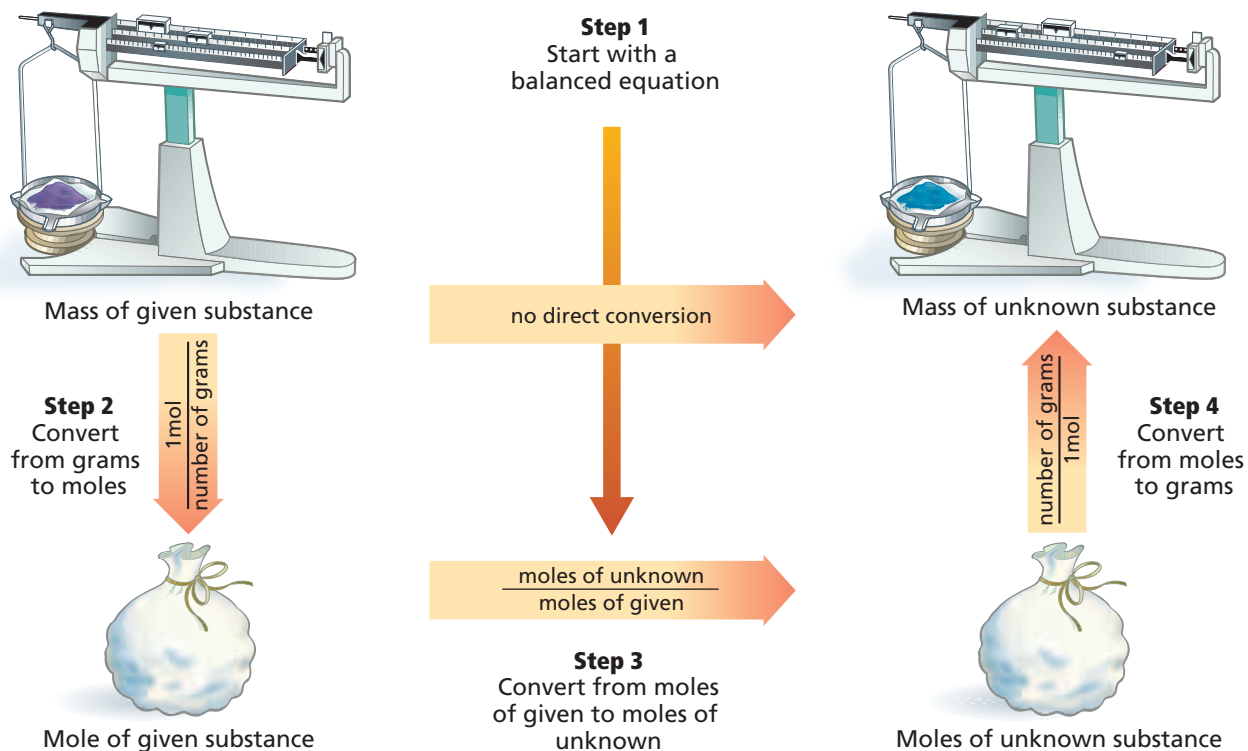 Step 1
Start with a
balanced equation
Mass of given substance
no direct conversion
Mass of unknown substance
Step 2
Convert
from grams
to moles
1mol
number of grams
number of grams
1mol
Step 4
Convert
from moles
to grams
moles of unknown
moles of given
Step 3
Convert from moles
of given to moles of
unknown
Mole of given substance
Moles of unknown substance